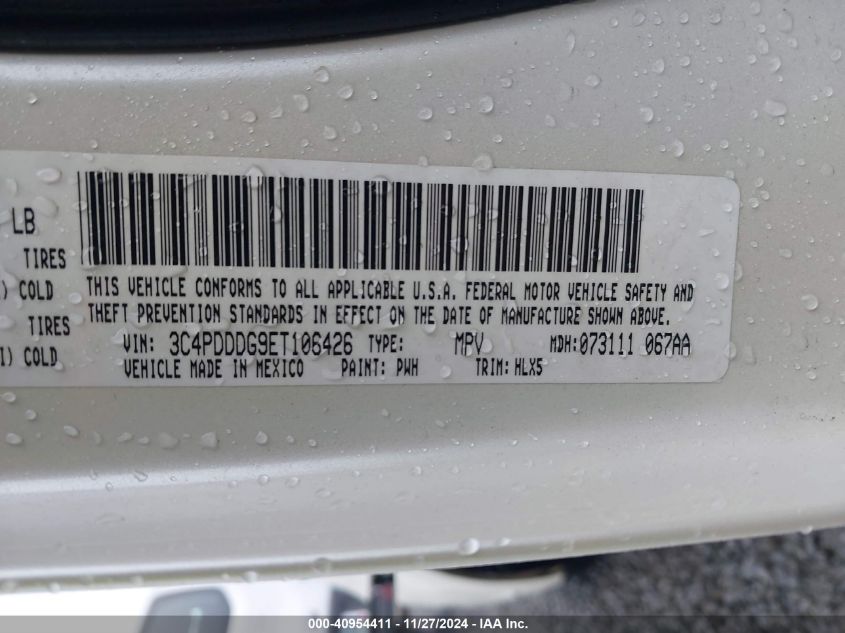 LB
TIRES
) COLD
TIRES
I) COLD
THIS VEHICLE CONFORMS TO ALL APPLICABLE U.S.A. FEDERAL MOTOR VEHICLE SAFETY AND
THEFT PREVENTION STANDARDS IN EFFECT ON THE DATE OF MANUFACTURE SHOWN ABOVE.
VIN: 3C4PDDDG9ET106426 TYPE: MPV MDH:073111 067AA
VEHICLE MADE IN MEXICO PAINT: PWH TRIM: HLX5
000-40954411 - 11/27/2024 - IAA Inc.